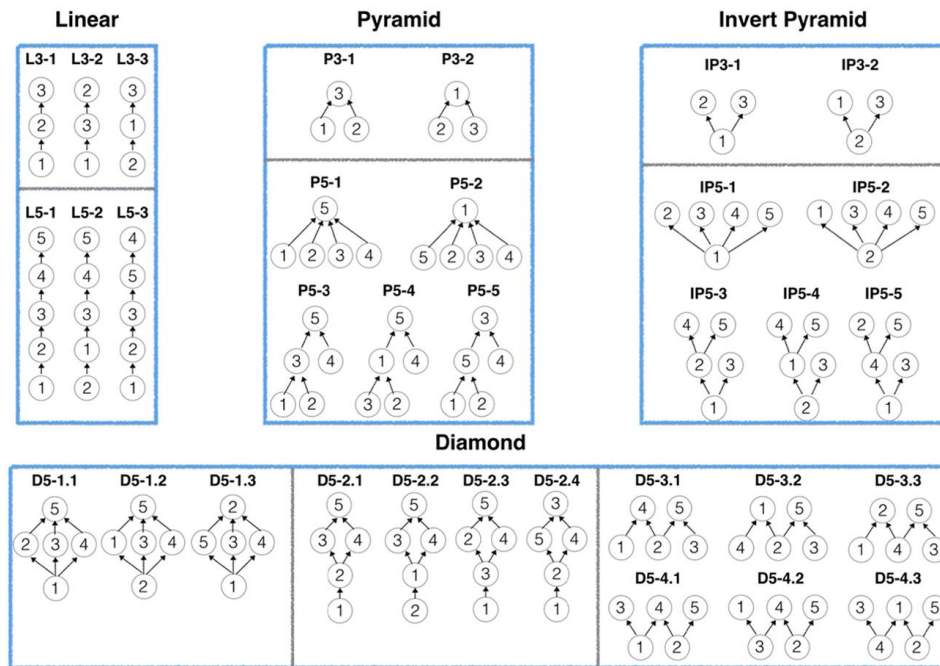 Linear
L3-1 L3-2 L3-3
3 2 3
2 3 1
1 1 2
L5-1 L5-2 L5-3
5 5 4
4 4 5
3 3 3
2 1 2
1 2 1
Pyramid
P3-1 P3-2
3 1
1 2 2 3
P5-1 P5-2
5 1
1 2 3 4 5 2 3 4
P5-3 P5-4 P5-5
5 5 3
3 4 1 4 5 4
1 2 3 2 1 2
Invert Pyramid
IP3-1 IP3-2
2 3 1 3
1 2
IP5-1 IP5-2
2 3 4 5 1 3 4 5
1 2
IP5-3 IP5-4 IP5-5
4 5 4 5 2 5
2 3 1 3 4 3
1 2 1
Diamond
D5-1.1 D5-1.2 D5-1.3
5 5 2
2 3 4 1 3 4 5 3 4
1 2 1
D5-2.1 D5-2.2 D5-2.3 D5-2.4
5 5 5 3
3 4 3 4 2 4 5 4
2 1 3 2
1 2 1 1
D5-3.1 D5-3.2 D5-3.3
4 5 1 5 2 5
1 2 3 4 2 3 1 4 3
D5-4.1 D5-4.2 D5-4.3
3 4 5 1 4 5 3 1 5
1 2 3 2 4 2